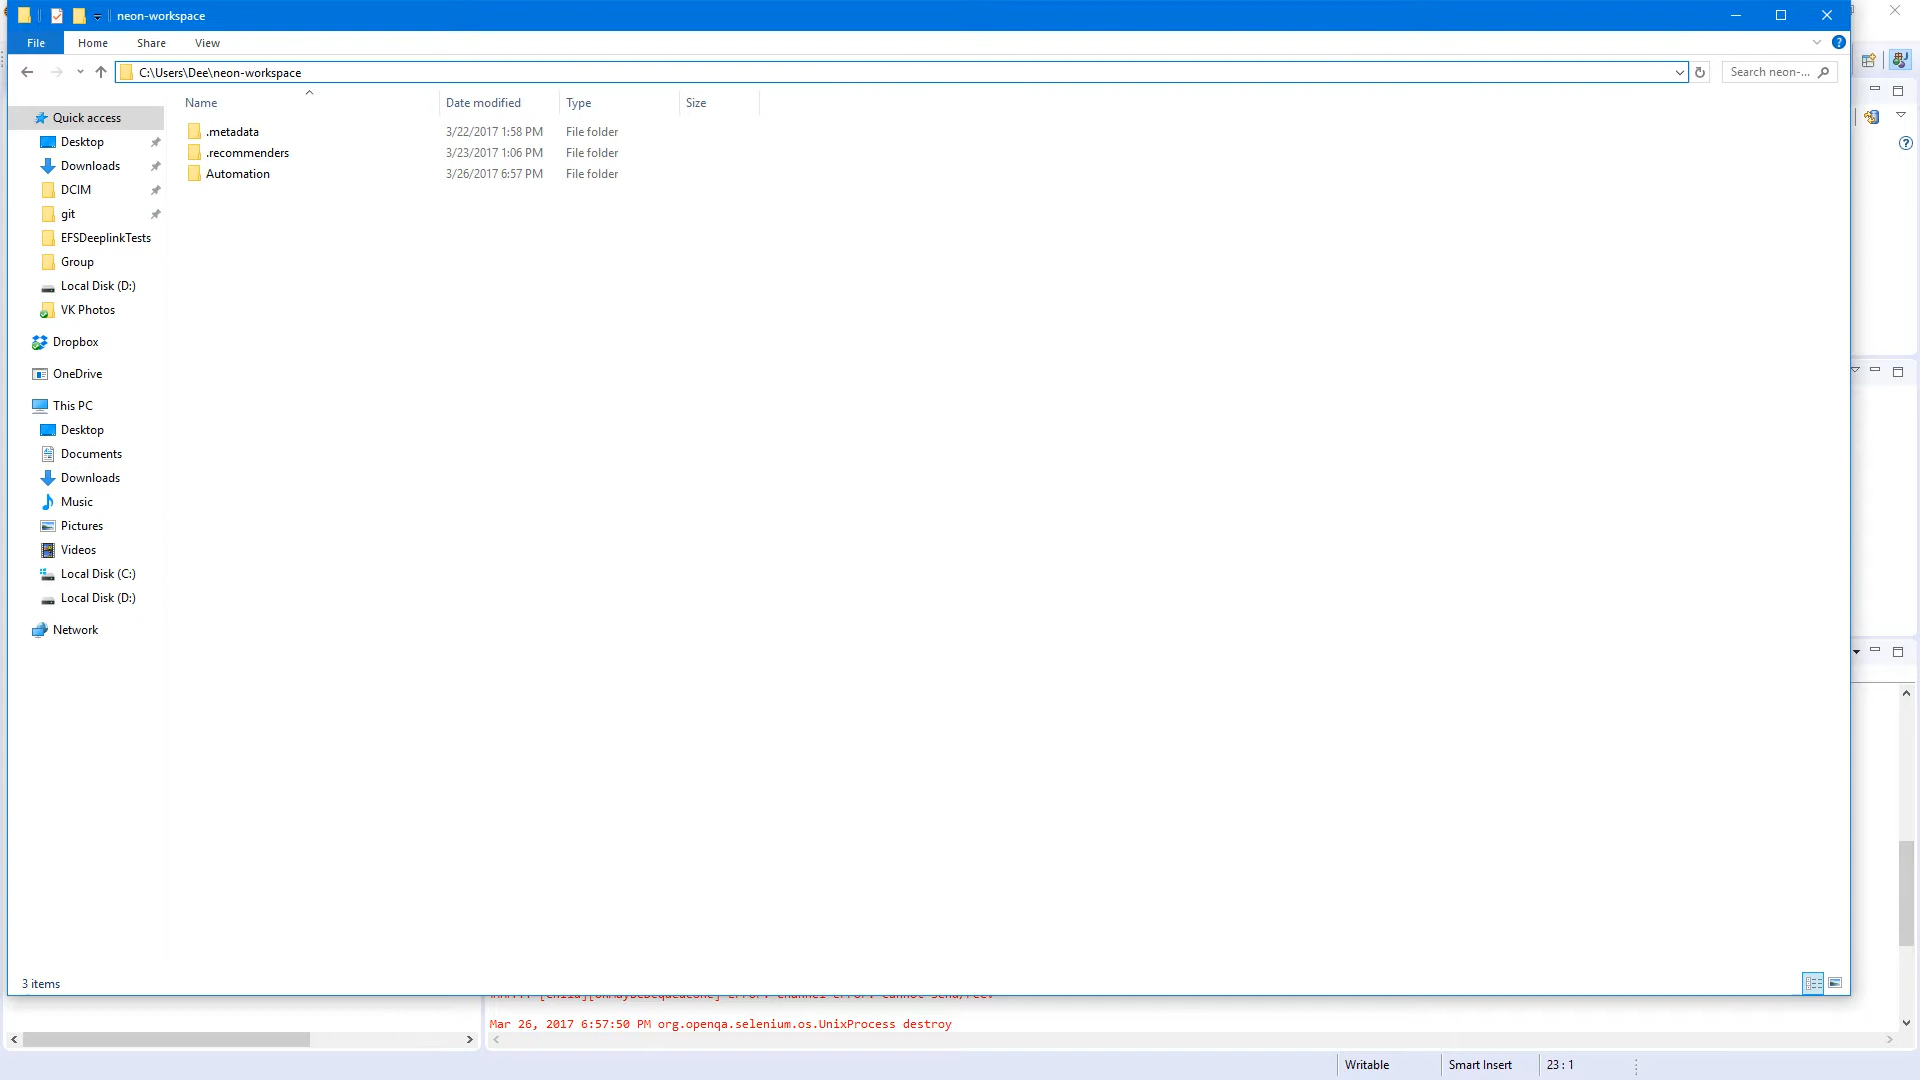 neon-workspace
File Home Share View
C:\Users\Dee\neon-workspace
Search neon-...
Name Date modified Type Size
Quick access
.metadata 3/22/2017 1:58 PM File folder
Desktop
.recommenders 3/23/2017 1:06 PM File folder
Downloads
Automation 3/26/2017 6:57 PM File folder
DCIM
git
EFSDeeplinkTests
Group
Local Disk (D:)
VK Photos
Dropbox
OneDrive
This PC
Desktop
Documents
Downloads
Music
Pictures
Videos
Local Disk (C:)
Local Disk (D:)
Network
3 items
Mar 26, 2017 6:57:50 PM org.openqa.selenium.os.UnixProcess destroy
Writable Smart Insert 23 : 1